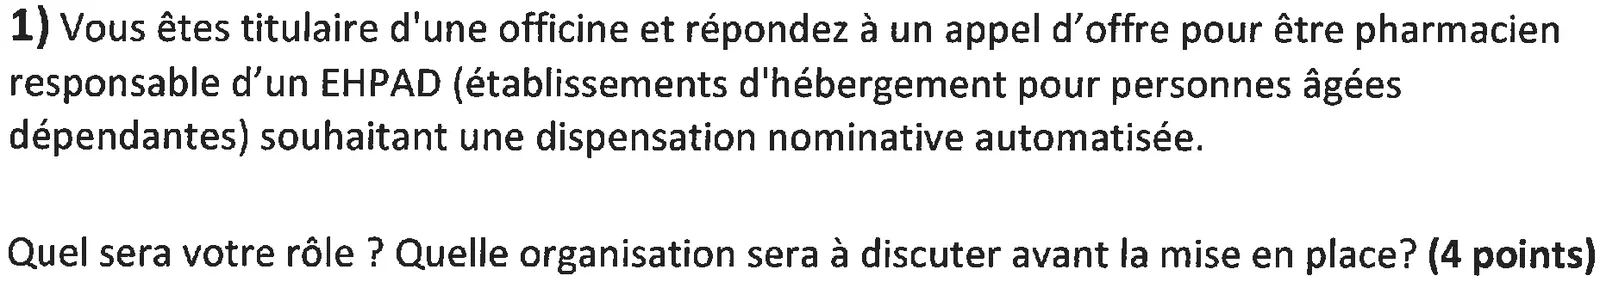 1) Vous êtes titulaire d'une officine et répondez à un appel d’offre pour être pharmacien
responsable d’un EHPAD (établissements d'hébergement pour personnes âgées
dépendantes) souhaitant une dispensation nominative automatisée.
Quel sera votre rôle ? Quelle organisation sera à discuter avant la mise en place? (4 points)